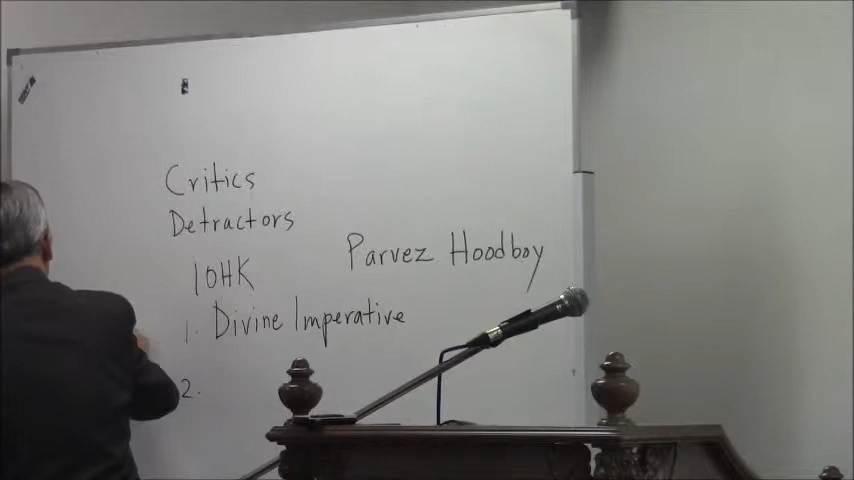 Critics
Detractors
Parvez Hoodboy
IOHK
1. Divine Imperative
2.